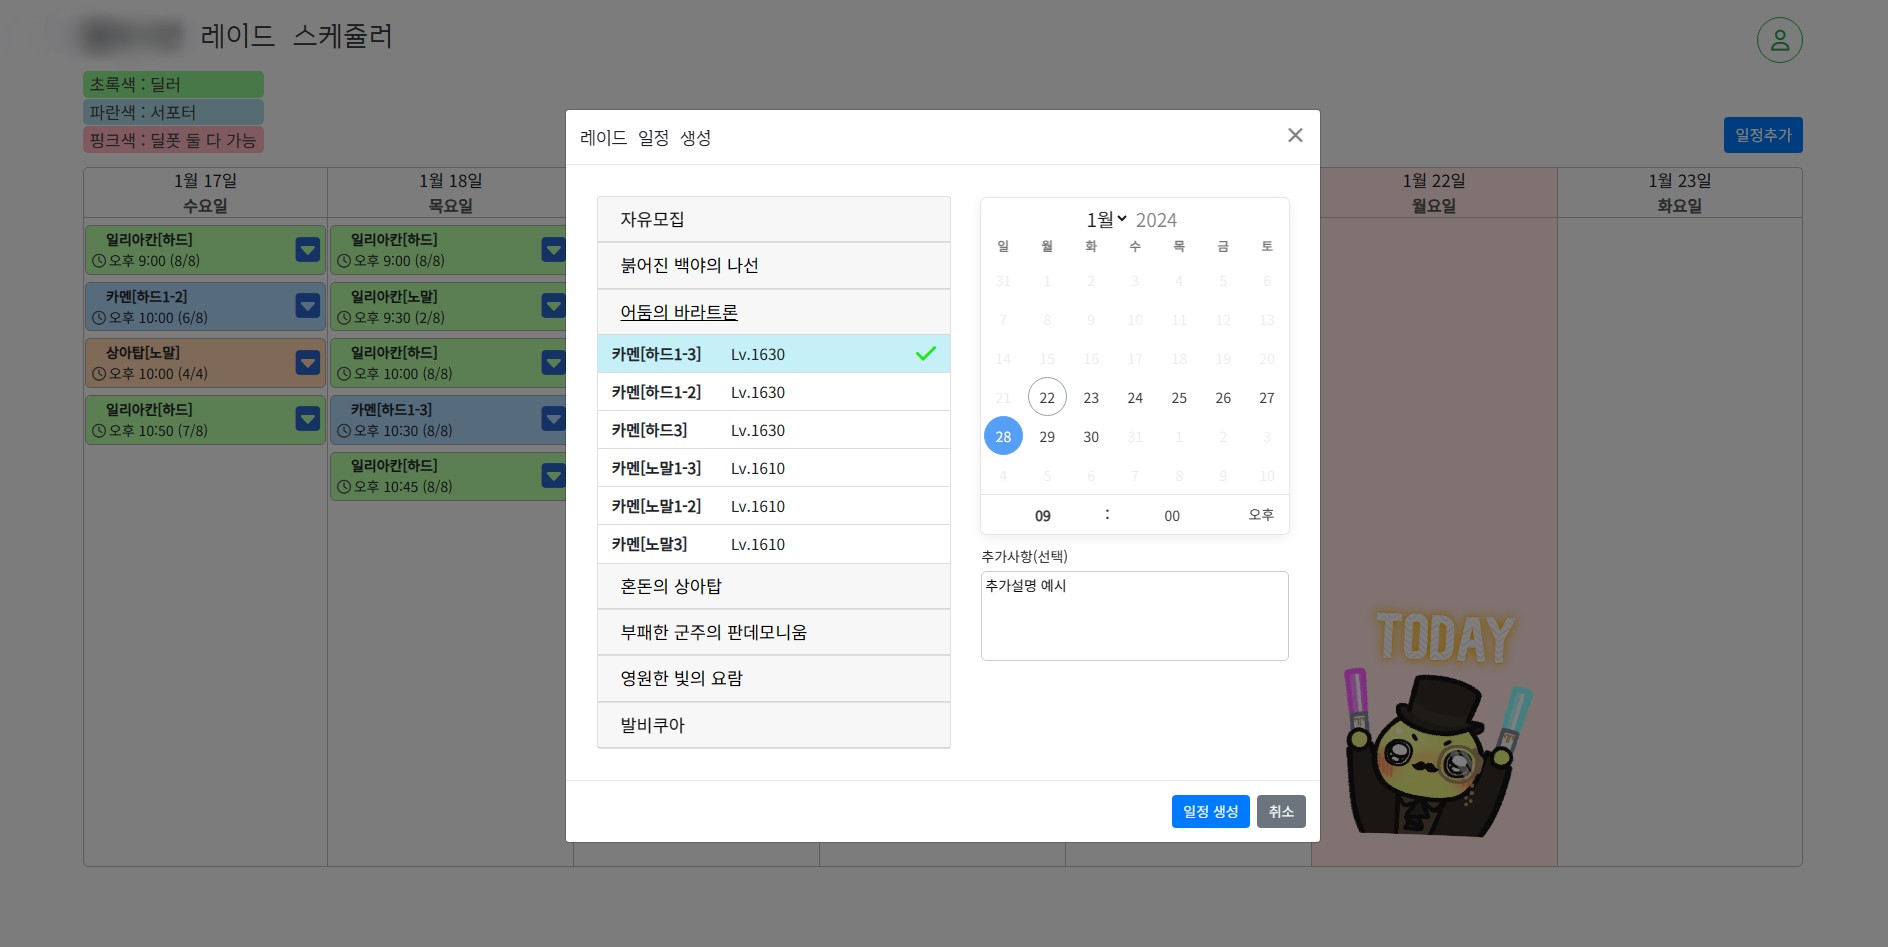 레이드 스케쥴러
초록색 : 딜러
파란색 : 서포터
핑크색 : 딜폿 둘 다 가능
일정추가
1월 17일
수요일
일리아칸[하드]
오후 9:00 (8/8)
카멘[하드1-2]
오후 10:00 (6/8)
상아탑[노말]
오후 10:00 (4/4)
일리아칸[하드]
오후 10:50 (7/8)
1월 18일
목요일
일리아칸[하드]
오후 9:00 (8/8)
일리아칸[노말]
오후 9:30 (2/8)
일리아칸[하드]
오후 10:00 (8/8)
카멘[하드1-3]
오후 10:30 (8/8)
일리아칸[하드]
오후 10:45 (8/8)
레이드 일정 생성
자유모집
붉어진 백야의 나선
어둠의 바라트론
카멘[하드1-3] Lv.1630
카멘[하드1-2] Lv.1630
카멘[하드3] Lv.1630
카멘[노말1-3] Lv.1610
카멘[노말1-2] Lv.1610
카멘[노말3] Lv.1610
혼돈의 상아탑
부패한 군주의 판데모니움
영원한 빛의 요람
발비쿠아
1월 2024
일 월 화 수 목 금 토
31 1 2 3 4 5 6
7 8 9 10 11 12 13
14 15 16 17 18 19 20
21 22 23 24 25 26 27
28 29 30 31 1 2 3
4 5 6 7 8 9 10
09 : 00 오후
추가사항(선택)
추가설명 예시
일정 생성 취소
1월 22일
월요일
TODAY
1월 23일
화요일